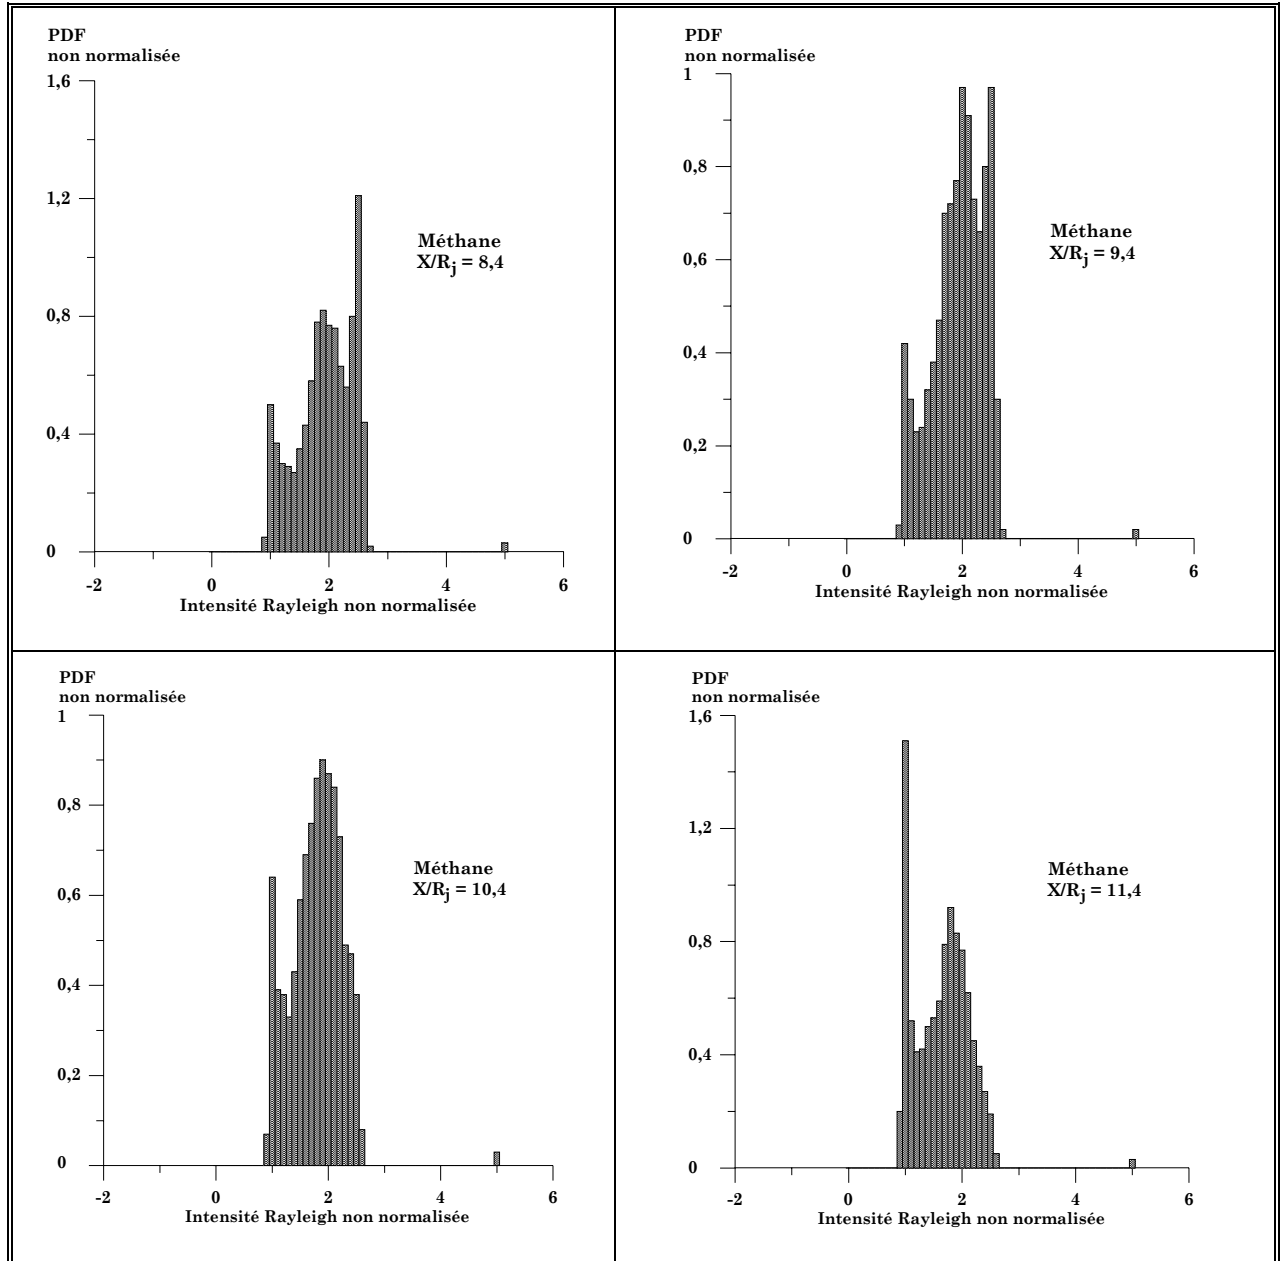 PDF
non normalisée
1,6
1,2
0,8
0,4
0
-2 0 2 4 6
Intensité Rayleigh non normalisée
Méthane
X/Rj = 8,4
PDF
non normalisée
1
0,8
0,6
0,4
0,2
0
-2 0 2 4 6
Intensité Rayleigh non normalisée
Méthane
X/Rj = 9,4
PDF
non normalisée
1
0,8
0,6
0,4
0,2
0
-2 0 2 4 6
Intensité Rayleigh non normalisée
Méthane
X/Rj = 10,4
PDF
non normalisée
1,6
1,2
0,8
0,4
0
-2 0 2 4 6
Intensité Rayleigh non normalisée
Méthane
X/Rj = 11,4